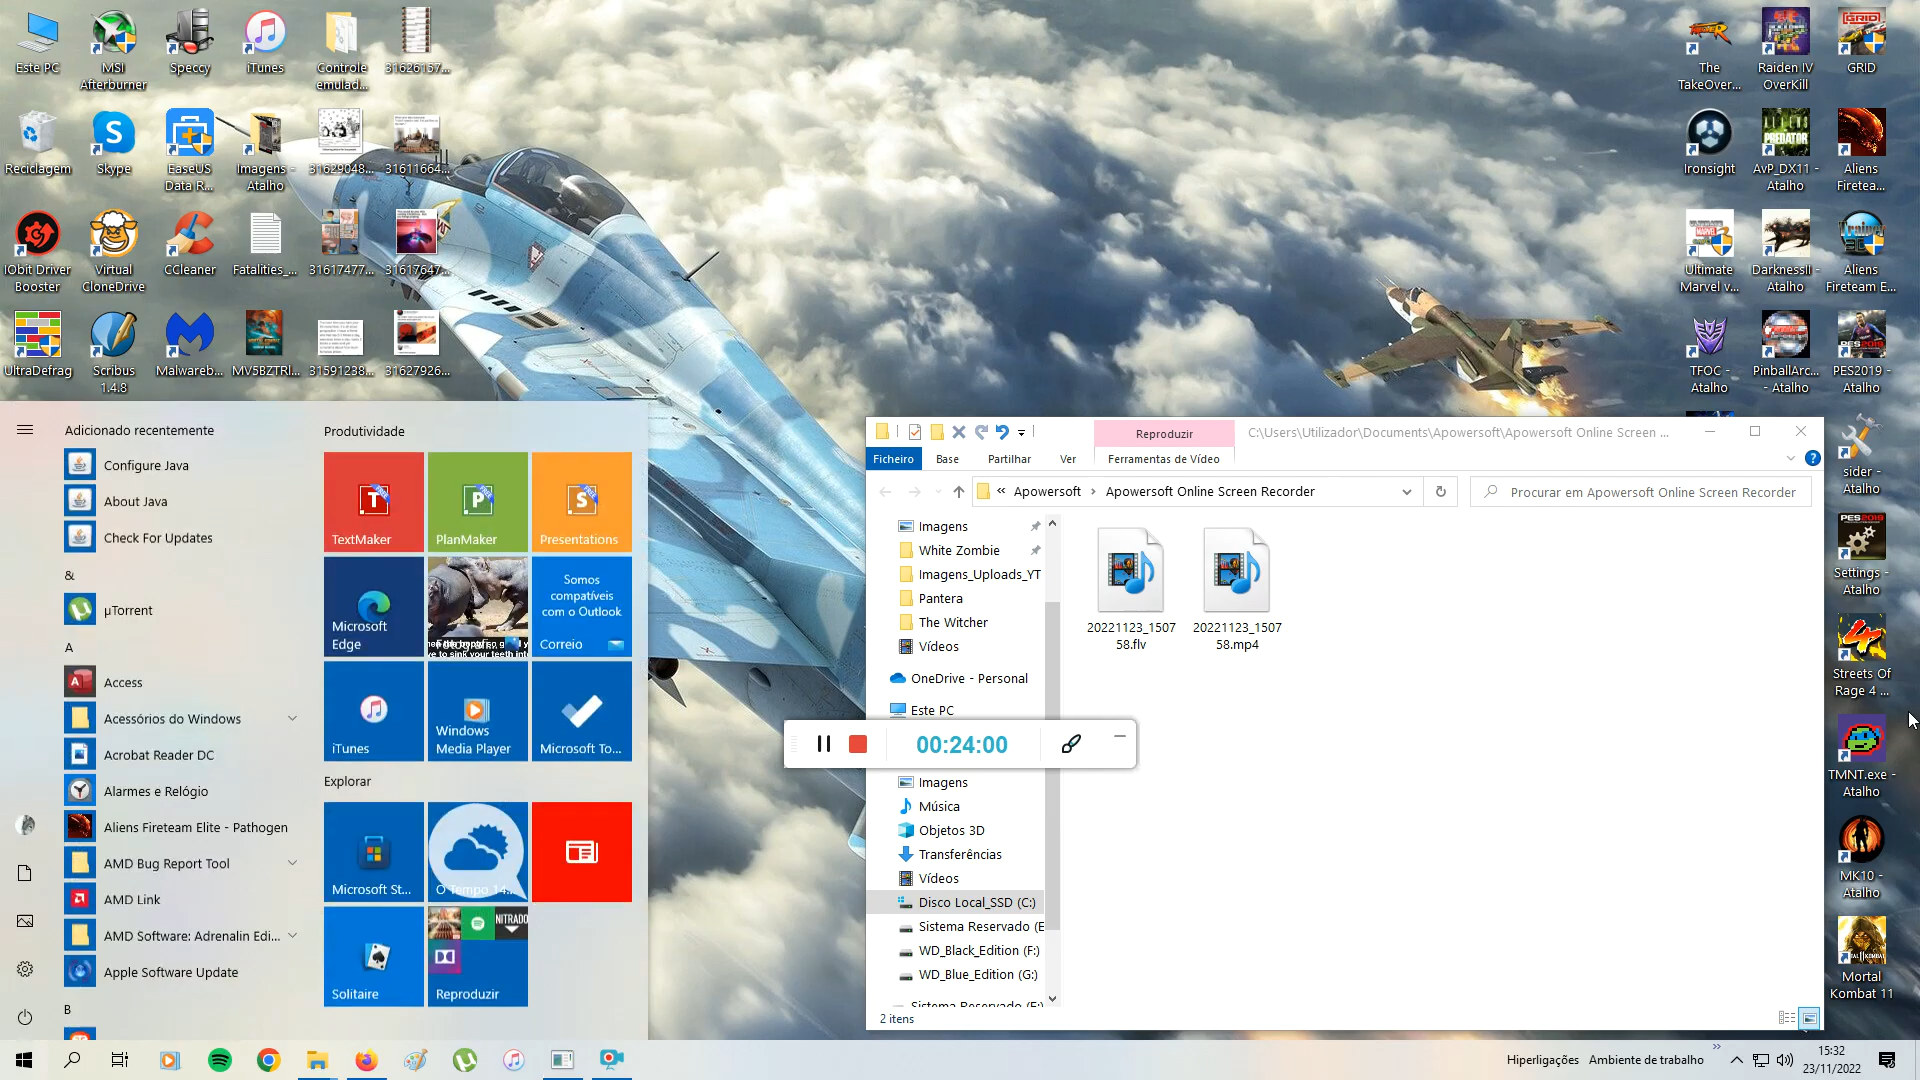 Este PC
MSI
Afterburner
Speccy
iTunes
Controle
emulad...
31626157...
Reciclagem
Skype
EaseUS
Data R...
Imagens -
Atalho
31629048...
31611664...
IObit Driver
Booster
Virtual
CloneDrive
CCleaner
Fatalities_...
31617477...
31617647...
UltraDefrag
Scribus
1.4.8
Malwareb...
MV5BZTRl...
31591238...
31627926...
The
TakeOver...
Raiden IV
OverKill
GRID
Ironsight
AvP_DX11 -
Atalho
Aliens
Firetea...
Ultimate
Marvel v...
DarknessII -
Atalho
Aliens
Fireteam E...
TFOC -
Atalho
PinballArc...
- Atalho
PES2019 -
Atalho
sider -
Atalho
Settings -
Atalho
Streets Of
Rage 4 ...
TMNT.exe -
Atalho
MK10 -
Atalho
Mortal
Kombat 11
Adicionado recentemente
Configure Java
About Java
Check For Updates
&
µTorrent
A
Access
Acessórios do Windows
Acrobat Reader DC
Alarmes e Relógio
Aliens Fireteam Elite - Pathogen
AMD Bug Report Tool
AMD Link
AMD Software: Adrenalin Edi...
Apple Software Update
B
Produtividade
TextMaker
PlanMaker
Presentations
Microsoft
Edge
Somos
compatíveis
com o Outlook
Correio
iTunes
Windows
Media Player
Microsoft To...
Explorar
Microsoft St...
O Tempo 14...
Solitaire
NITRADO
Reproduzir
Reproduzir
C:\Users\Utilizador\Documents\Apowersoft\Apowersoft Online Screen ...
Ficheiro
Base
Partilhar
Ver
Ferramentas de Vídeo
« Apowersoft › Apowersoft Online Screen Recorder
Procurar em Apowersoft Online Screen Recorder
Imagens
White Zombie
Imagens_Uploads_YT
Pantera
The Witcher
Vídeos
OneDrive - Personal
Este PC
Imagens
Música
Objetos 3D
Transferências
Vídeos
Disco Local_SSD (C:)
Sistema Reservado (E
WD_Black_Edition (F:)
WD_Blue_Edition (G:)
Sistema Reservado (E:)
20221123_1507
58.flv
20221123_1507
58.mp4
2 itens
00:24:00
Hiperligações
Ambiente de trabalho
15:32
23/11/2022